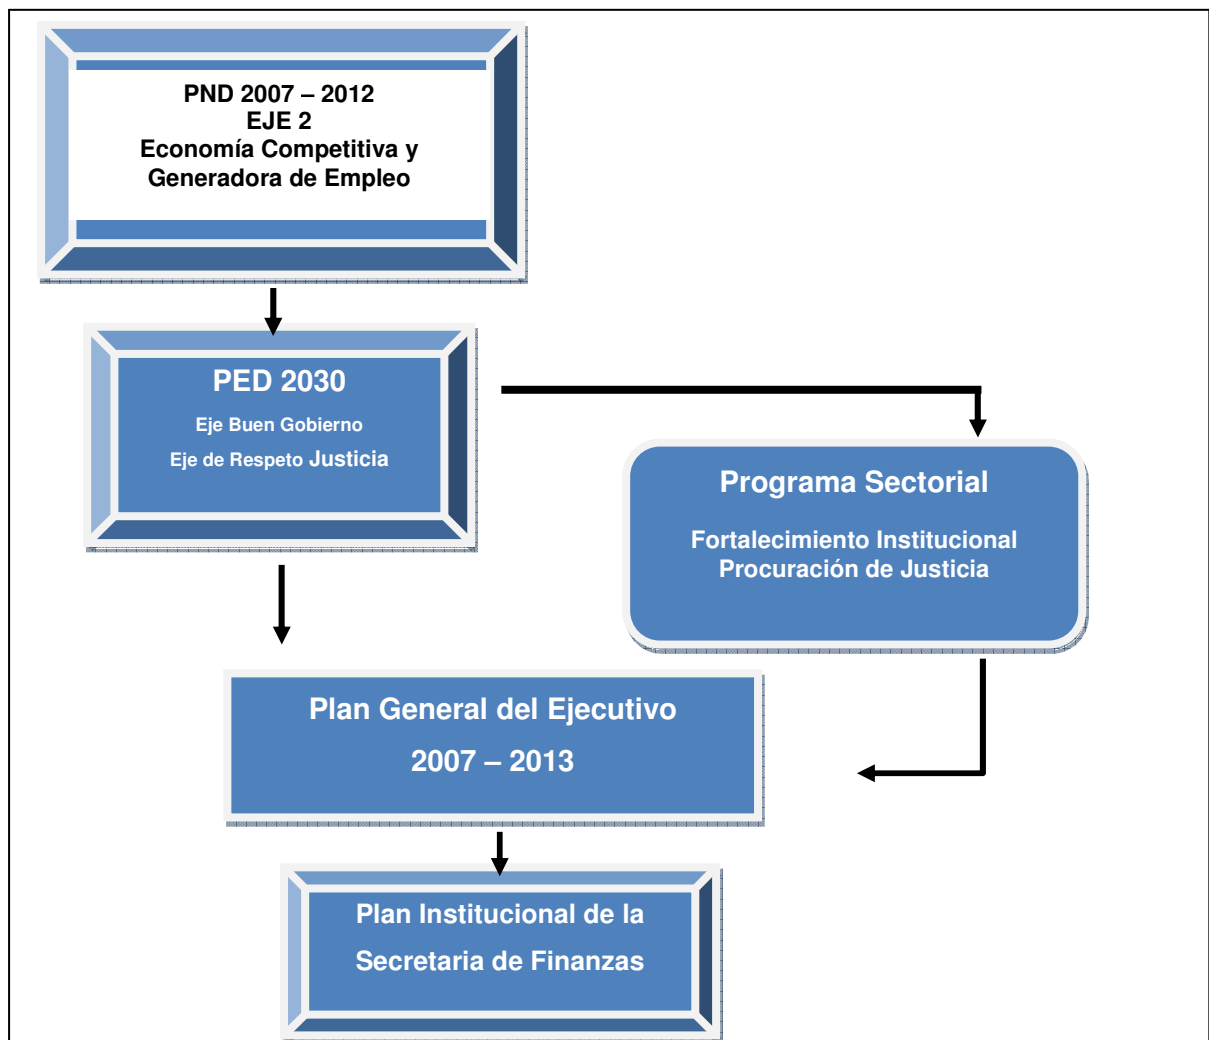 PND 2007 – 2012
EJE 2
Economía Competitiva y
Generadora de Empleo
PED 2030
Eje Buen Gobierno
Eje de Respeto Justicia
Programa Sectorial
Fortalecimiento Institucional
Procuración de Justicia
Plan General del Ejecutivo
2007 – 2013
Plan Institucional de la
Secretaria de Finanzas